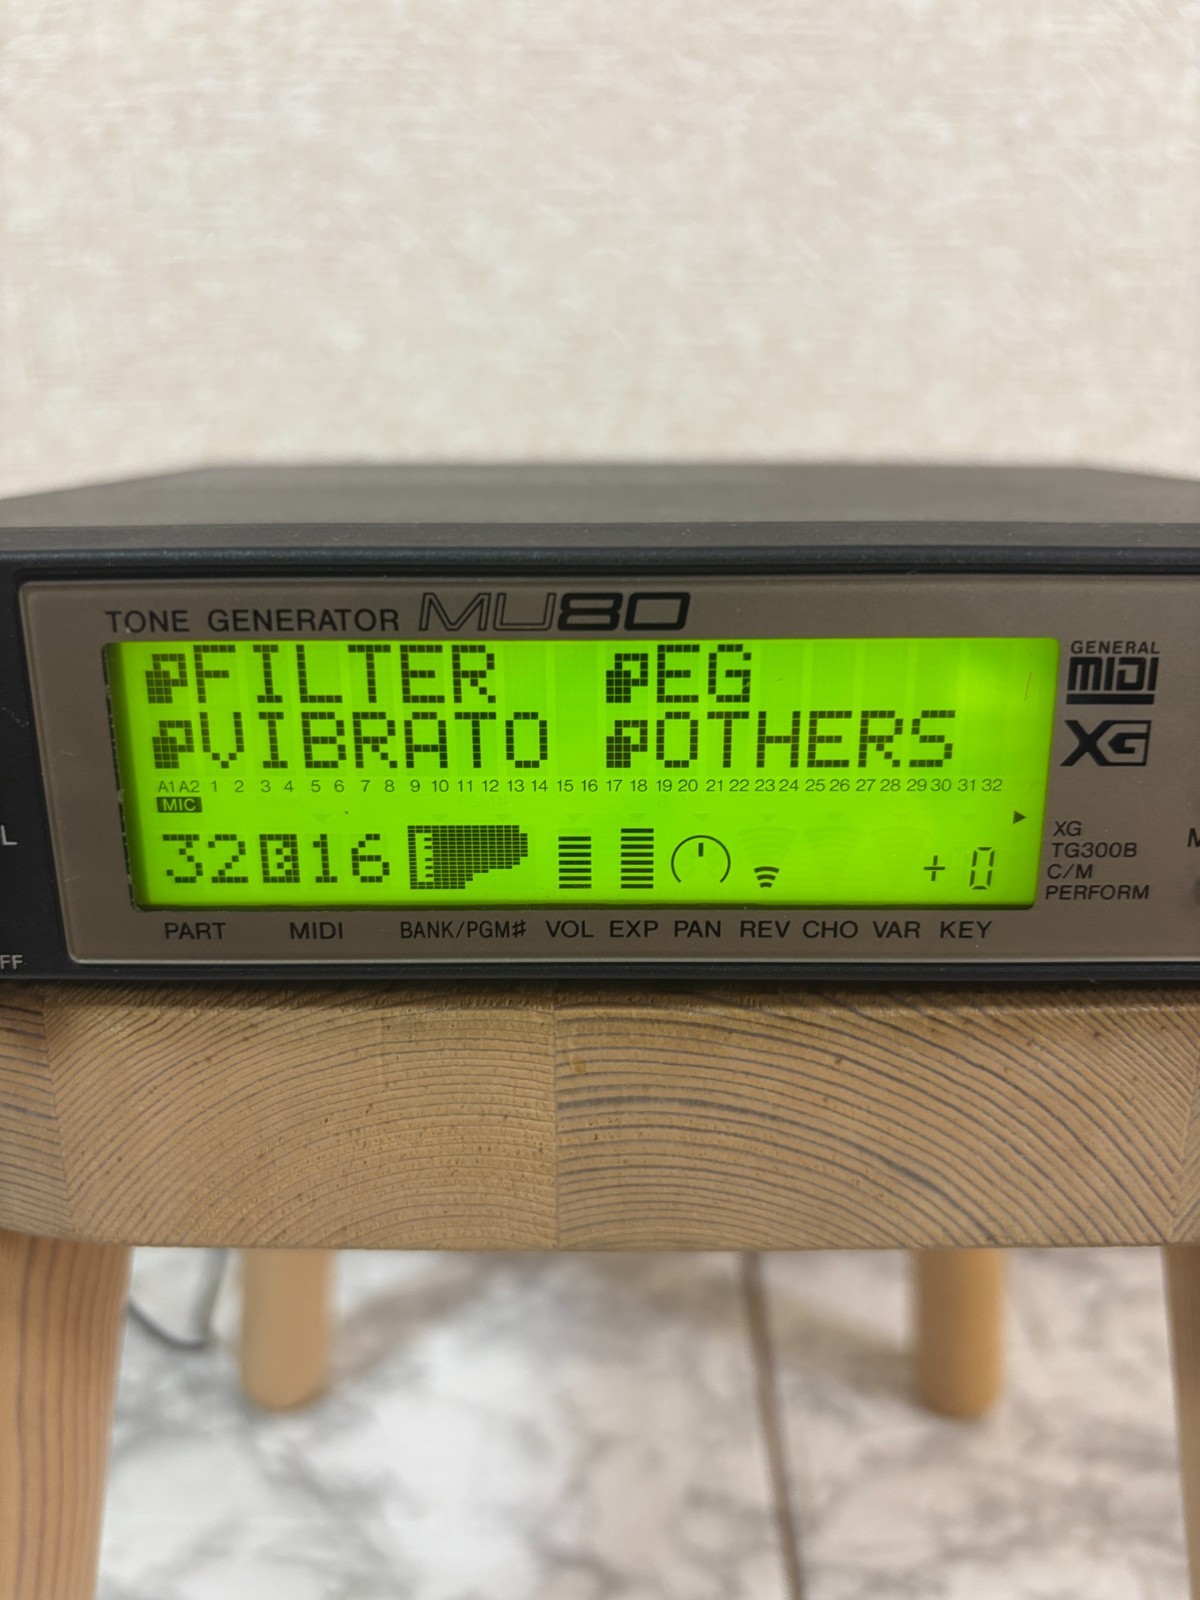 TONE GENERATOR MU80
FILTER EG
VIBRATO OTHERS
A1 A2 1 2 3 4 5 6 7 8 9 10 11 12 13 14 15 16 17 18 19 20 21 22 23 24 25 26 27 28 29 30 31 32
MIC
32 B 16 + 0
PART MIDI BANK/PGM# VOL EXP PAN REV CHO VAR KEY
GENERAL
MIDI
XG
XG
TG300B
C/M
PERFORM
L
FF
M